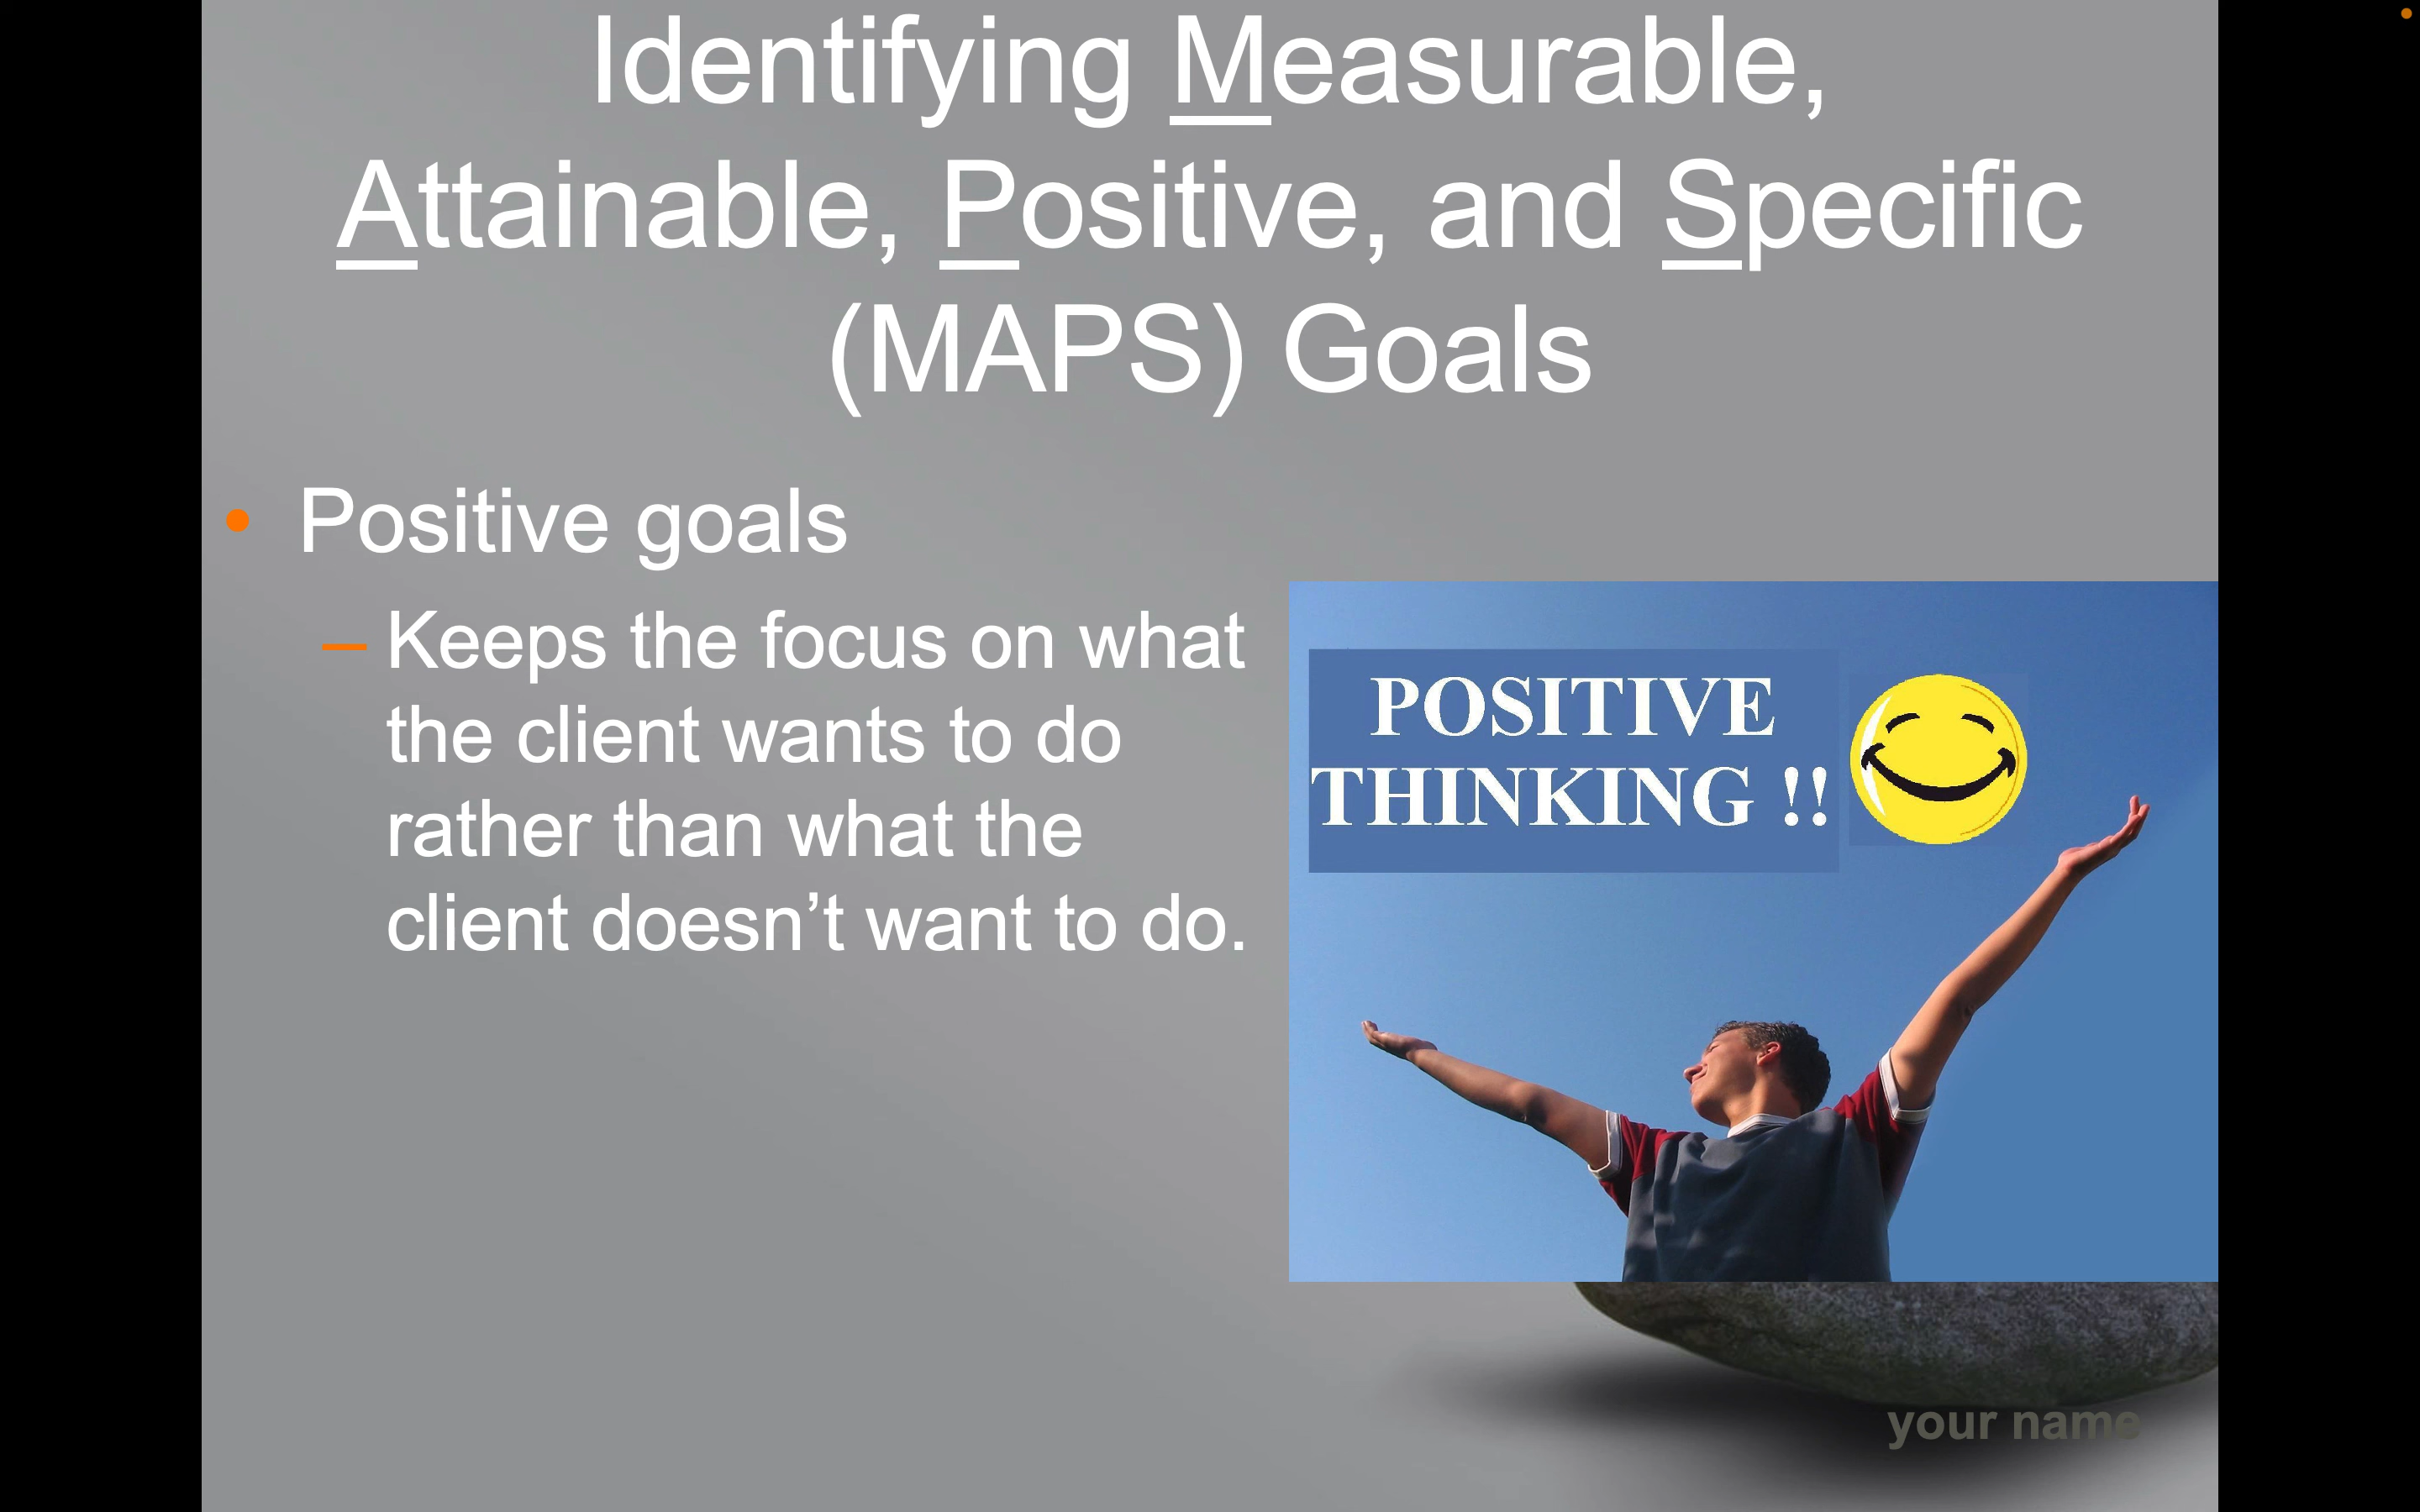 Identifying Measurable,
Attainable, Positive, and Specific
(MAPS) Goals
• Positive goals
– Keeps the focus on what
the client wants to do
rather than what the
client doesn’t want to do.
POSITIVE
THINKING !!
your name